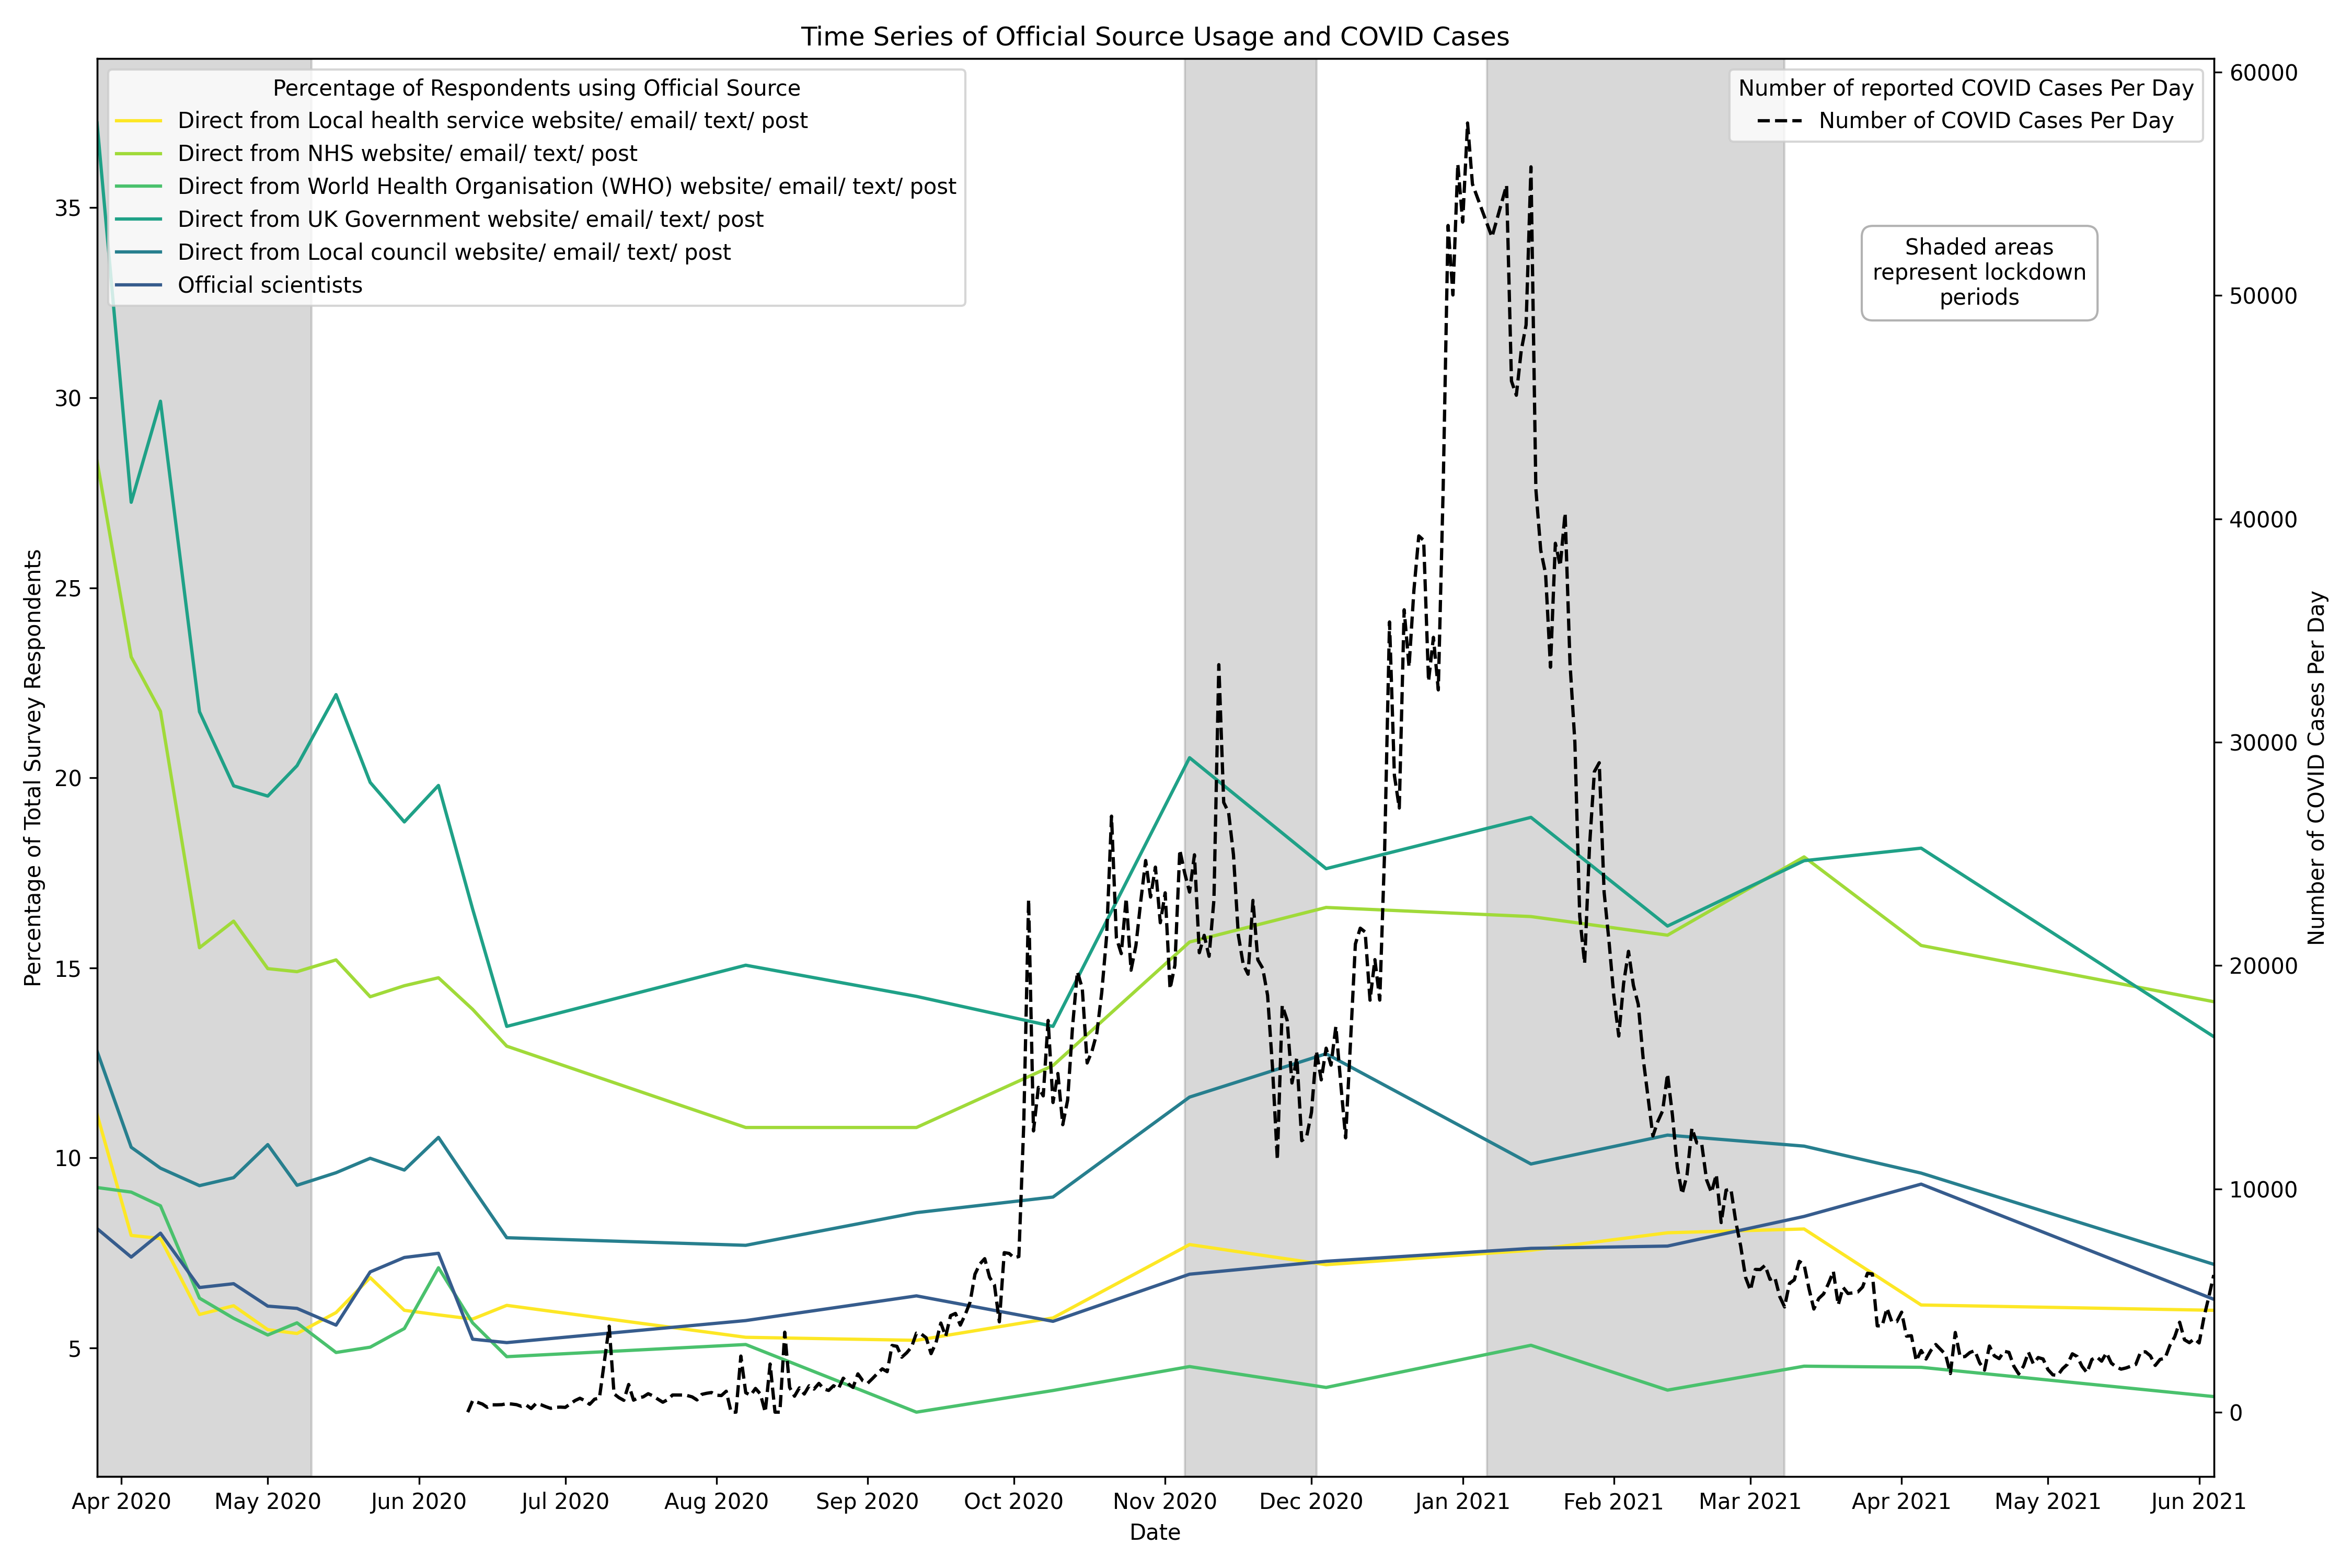 Time Series of Official Source Usage and COVID Cases
Percentage of Respondents using Official Source
Direct from Local health service website/ email/ text/ post
Direct from NHS website/ email/ text/ post
Direct from World Health Organisation (WHO) website/ email/ text/ post
Direct from UK Government website/ email/ text/ post
Direct from Local council website/ email/ text/ post
Official scientists
Number of reported COVID Cases Per Day
Number of COVID Cases Per Day
Shaded areas
represent lockdown
periods
Percentage of Total Survey Respondents
35
30
25
20
15
10
5
Number of COVID Cases Per Day
60000
50000
40000
30000
20000
10000
0
Apr 2020
May 2020
Jun 2020
Jul 2020
Aug 2020
Sep 2020
Oct 2020
Nov 2020
Dec 2020
Jan 2021
Feb 2021
Mar 2021
Apr 2021
May 2021
Jun 2021
Date